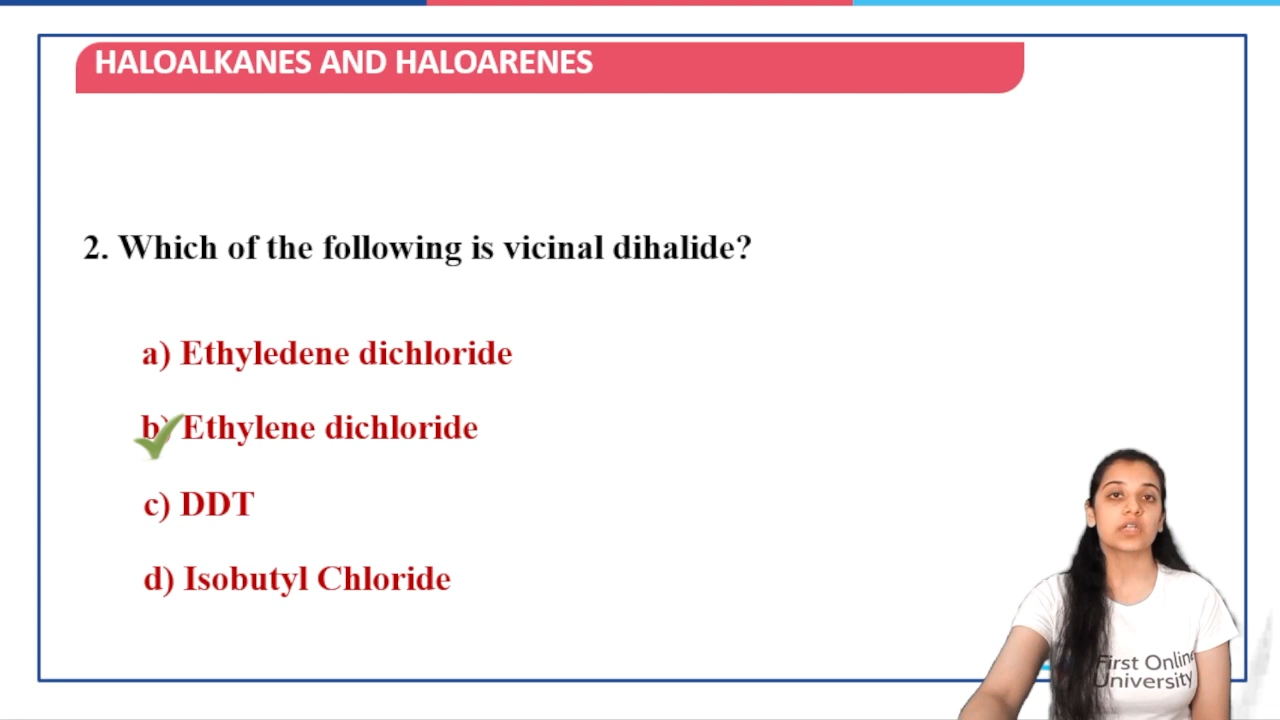 HALOALKANES AND HALOARENES
2. Which of the following is vicinal dihalide?
a) Ethyledene dichloride
b) Ethylene dichloride
c) DDT
d) Isobutyl Chloride
First Online
University